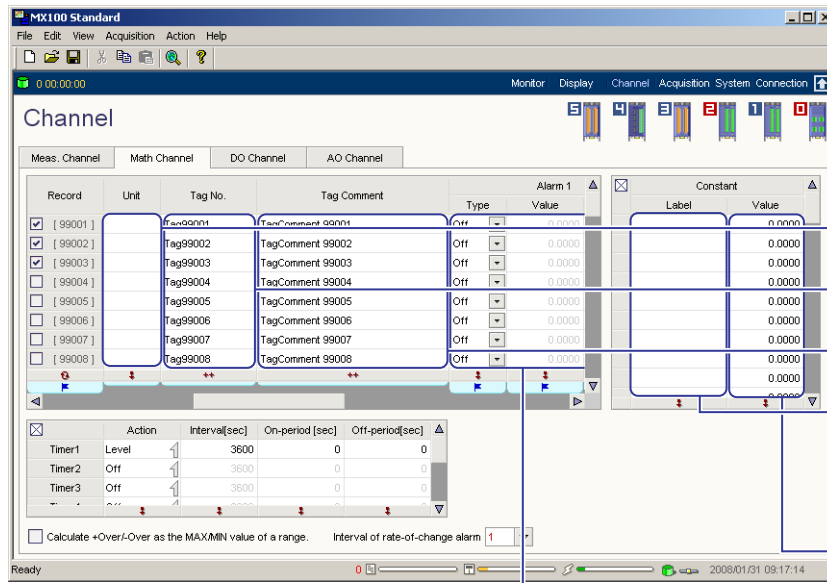 MX100 Standard
File Edit View Acquisition Action Help
0 00:00:00 Monitor Display Channel Acquisition System Connection
Channel
5 4 3 2 1 0
Meas. Channel Math Channel DO Channel AO Channel
Record Unit Tag No. Tag Comment Alarm 1
Type Value
Constant
Label Value
[ 99001 ] Tag99001 TagComment 99001 Off 0.0000 0.0000
[ 99002 ] Tag99002 TagComment 99002 Off 0.0000 0.0000
[ 99003 ] Tag99003 TagComment 99003 Off 0.0000 0.0000
[ 99004 ] Tag99004 TagComment 99004 Off 0.0000 0.0000
[ 99005 ] Tag99005 TagComment 99005 Off 0.0000 0.0000
[ 99006 ] Tag99006 TagComment 99006 Off 0.0000 0.0000
[ 99007 ] Tag99007 TagComment 99007 Off 0.0000 0.0000
[ 99008 ] Tag99008 TagComment 99008 Off 0.0000 0.0000
0.0000
Action Interval[sec] On-period [sec] Off-period[sec]
Timer1 Level 3600 0 0
Timer2 Off 3600 0 0
Timer3 Off 3600 0 0
Calculate +Over/-Over as the MAX/MIN value of a range. Interval of rate-of-change alarm 1
Ready 0 2008/01/31 09:17:14